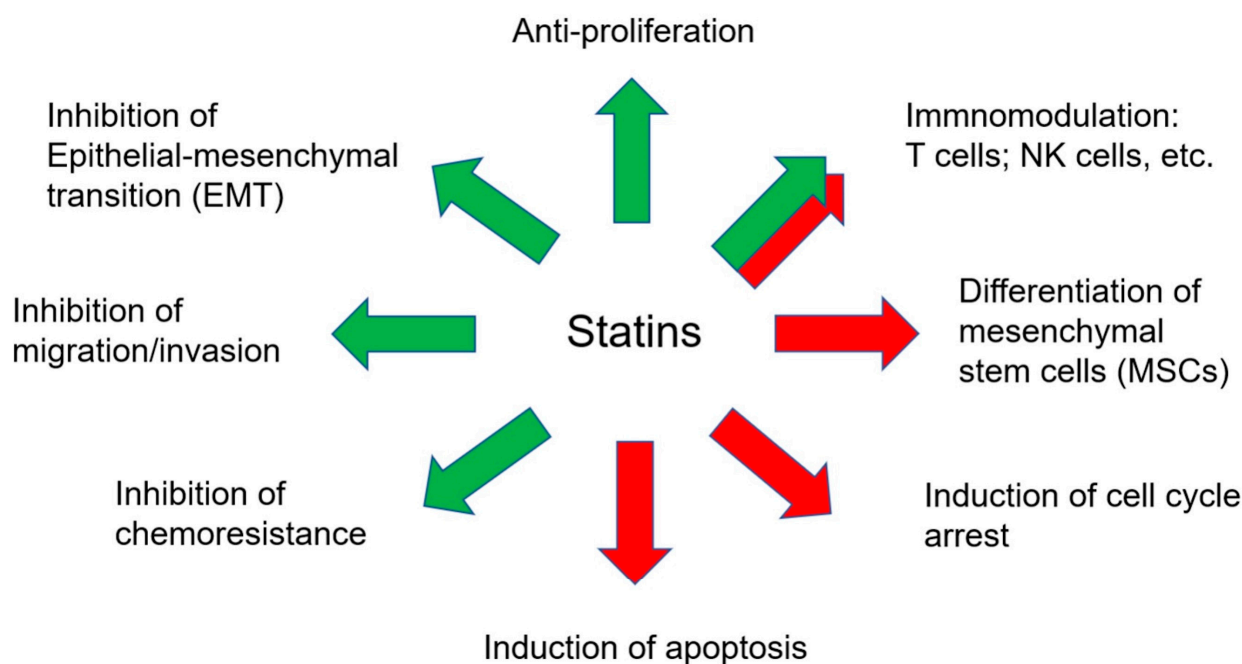 Anti-proliferation
Inhibition of
Epithelial-mesenchymal
transition (EMT)
Immnomodulation:
T cells; NK cells, etc.
Inhibition of
migration/invasion
Statins
Differentiation of
mesenchymal
stem cells (MSCs)
Inhibition of
chemoresistance
Induction of cell cycle
arrest
Induction of apoptosis